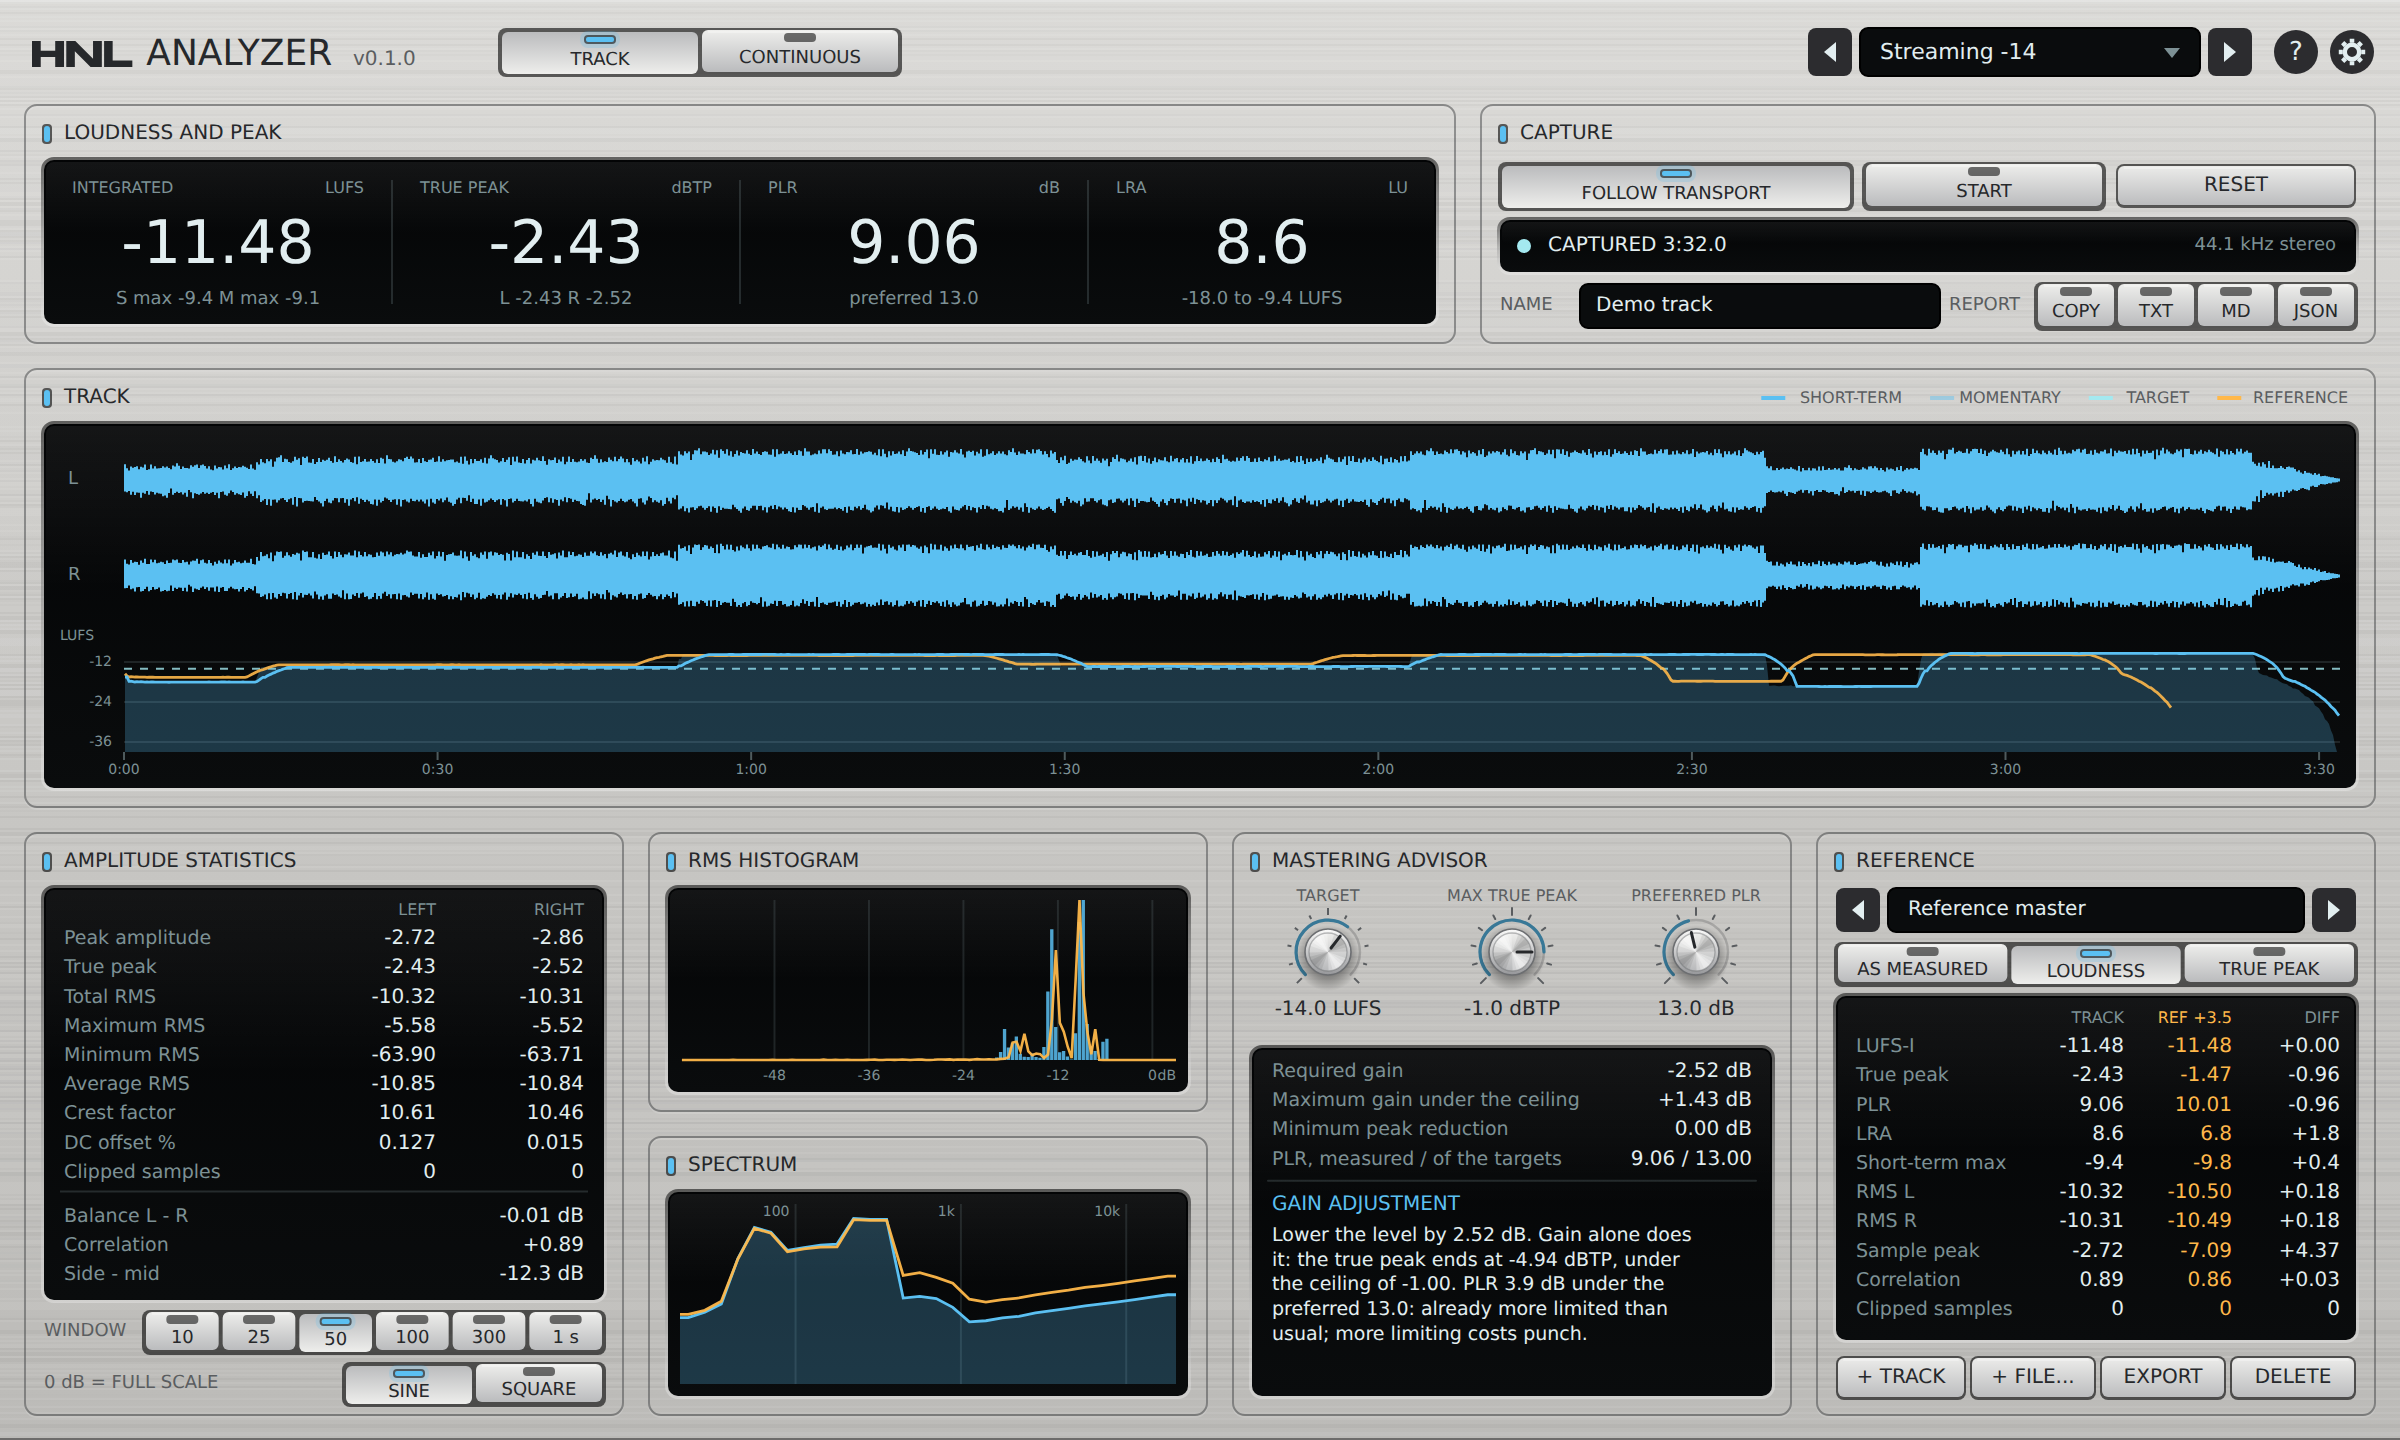 HNL ANALYZER v0.1.0
TRACK
CONTINUOUS
Streaming -14
?
LOUDNESS AND PEAK
INTEGRATED LUFS
-11.48
S max -9.4 M max -9.1
TRUE PEAK dBTP
-2.43
L -2.43 R -2.52
PLR dB
9.06
preferred 13.0
LRA LU
8.6
-18.0 to -9.4 LUFS
CAPTURE
FOLLOW TRANSPORT
START
RESET
CAPTURED 3:32.0 44.1 kHz stereo
NAME Demo track REPORT COPY TXT MD JSON
TRACK
SHORT-TERM MOMENTARY TARGET REFERENCE
L
R
LUFS
-12
-24
-36
0:00 0:30 1:00 1:30 2:00 2:30 3:00 3:30
AMPLITUDE STATISTICS
LEFT RIGHT
Peak amplitude -2.72 -2.86
True peak -2.43 -2.52
Total RMS -10.32 -10.31
Maximum RMS -5.58 -5.52
Minimum RMS -63.90 -63.71
Average RMS -10.85 -10.84
Crest factor 10.61 10.46
DC offset % 0.127 0.015
Clipped samples 0 0
Balance L - R -0.01 dB
Correlation +0.89
Side - mid -12.3 dB
WINDOW 10 25 50 100 300 1 s
0 dB = FULL SCALE SINE SQUARE
RMS HISTOGRAM
-48 -36 -24 -12 0dB
SPECTRUM
100 1k 10k
MASTERING ADVISOR
TARGET MAX TRUE PEAK PREFERRED PLR
-14.0 LUFS -1.0 dBTP 13.0 dB
Required gain -2.52 dB
Maximum gain under the ceiling +1.43 dB
Minimum peak reduction 0.00 dB
PLR, measured / of the targets 9.06 / 13.00
GAIN ADJUSTMENT
Lower the level by 2.52 dB. Gain alone does
it: the true peak ends at -4.94 dBTP, under
the ceiling of -1.00. PLR 3.9 dB under the
preferred 13.0: already more limited than
usual; more limiting costs punch.
REFERENCE
Reference master
AS MEASURED LOUDNESS TRUE PEAK
TRACK REF +3.5 DIFF
LUFS-I -11.48 -11.48 +0.00
True peak -2.43 -1.47 -0.96
PLR 9.06 10.01 -0.96
LRA 8.6 6.8 +1.8
Short-term max -9.4 -9.8 +0.4
RMS L -10.32 -10.50 +0.18
RMS R -10.31 -10.49 +0.18
Sample peak -2.72 -7.09 +4.37
Correlation 0.89 0.86 +0.03
Clipped samples 0 0 0
+ TRACK + FILE... EXPORT DELETE